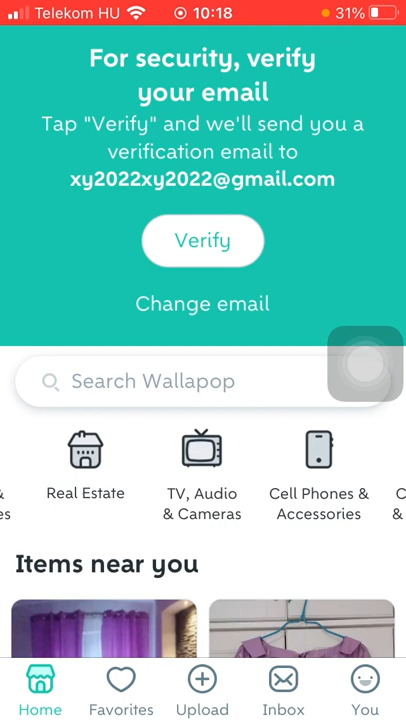 Telekom HU 10:18 31%
For security, verify
your email
Tap "Verify" and we'll send you a
verification email to
xy2022xy2022@gmail.com
Verify
Change email
Search Wallapop
&
es
Real Estate
TV, Audio
& Cameras
Cell Phones &
Accessories
C
&
Items near you
Home Favorites Upload Inbox You